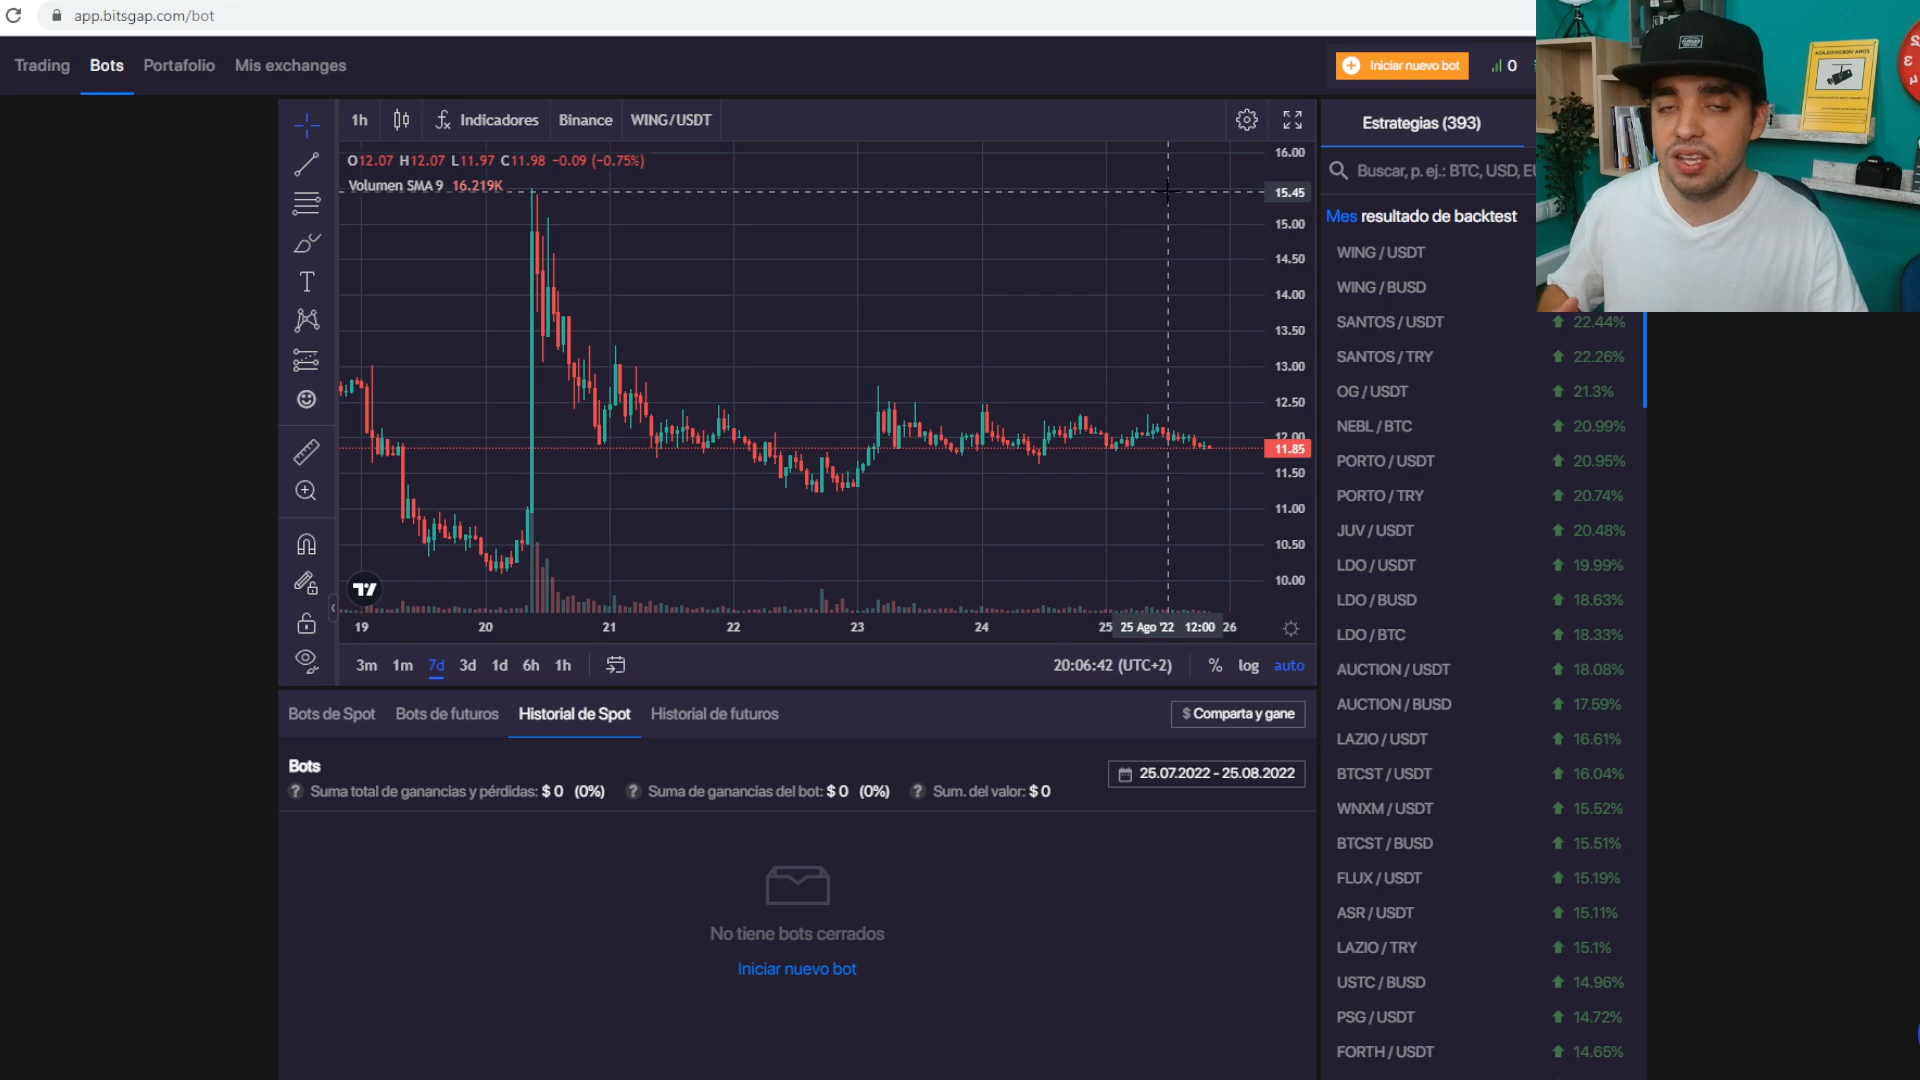 app.bitsgap.com/bot
Trading Bots Portafolio Mis exchanges
Iniciar nuevo bot 0
1h Indicadores Binance WING/USDT
O12.07 H12.07 L11.97 C11.98 −0.09 (−0.75%)
Volumen SMA 9 16.219K
16.00
15.45
15.00
14.50
14.00
13.50
13.00
12.50
12.00
11.85
11.50
11.00
10.50
10.00
19 20 21 22 23 24 25 25 Ago '22 12:00 26
3m 1m 7d 3d 1d 6h 1h 20:06:42 (UTC+2) % log auto
Bots de Spot Bots de futuros Historial de Spot Historial de futuros $ Comparta y gane
Bots
25.07.2022 - 25.08.2022
? Suma total de ganancias y pérdidas: $ 0 (0%) ? Suma de ganancias del bot: $ 0 (0%) ? Sum. del valor: $ 0
No tiene bots cerrados
Iniciar nuevo bot
Estrategias (393)
Buscar, p. ej.: BTC, USD,
Mes resultado de backtest
WING / USDT
WING / BUSD
SANTOS / USDT 22.44%
SANTOS / TRY 22.26%
OG / USDT 21.3%
NEBL / BTC 20.99%
PORTO / USDT 20.95%
PORTO / TRY 20.74%
JUV / USDT 20.48%
LDO / USDT 19.99%
LDO / BUSD 18.63%
LDO / BTC 18.33%
AUCTION / USDT 18.08%
AUCTION / BUSD 17.59%
LAZIO / USDT 16.61%
BTCST / USDT 16.04%
WNXM / USDT 15.52%
BTCST / BUSD 15.51%
FLUX / USDT 15.19%
ASR / USDT 15.11%
LAZIO / TRY 15.1%
USTC / BUSD 14.96%
PSG / USDT 14.72%
FORTH / USDT 14.65%